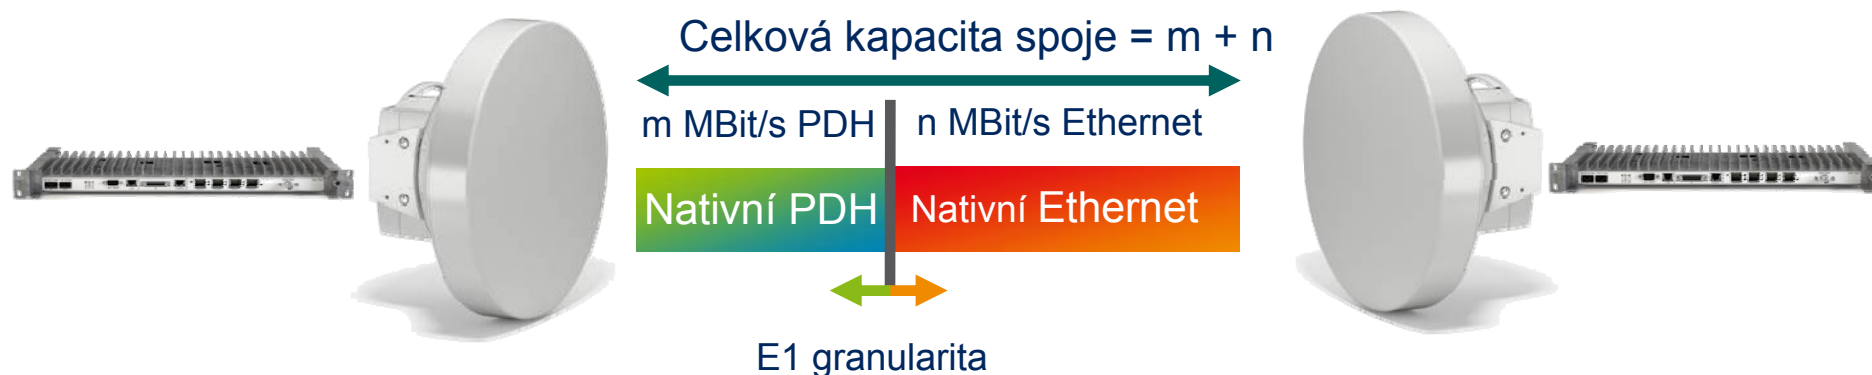 Celková kapacita spoje = m + n
m MBit/s PDH
n MBit/s Ethernet
Nativní PDH
Nativní Ethernet
E1 granularita